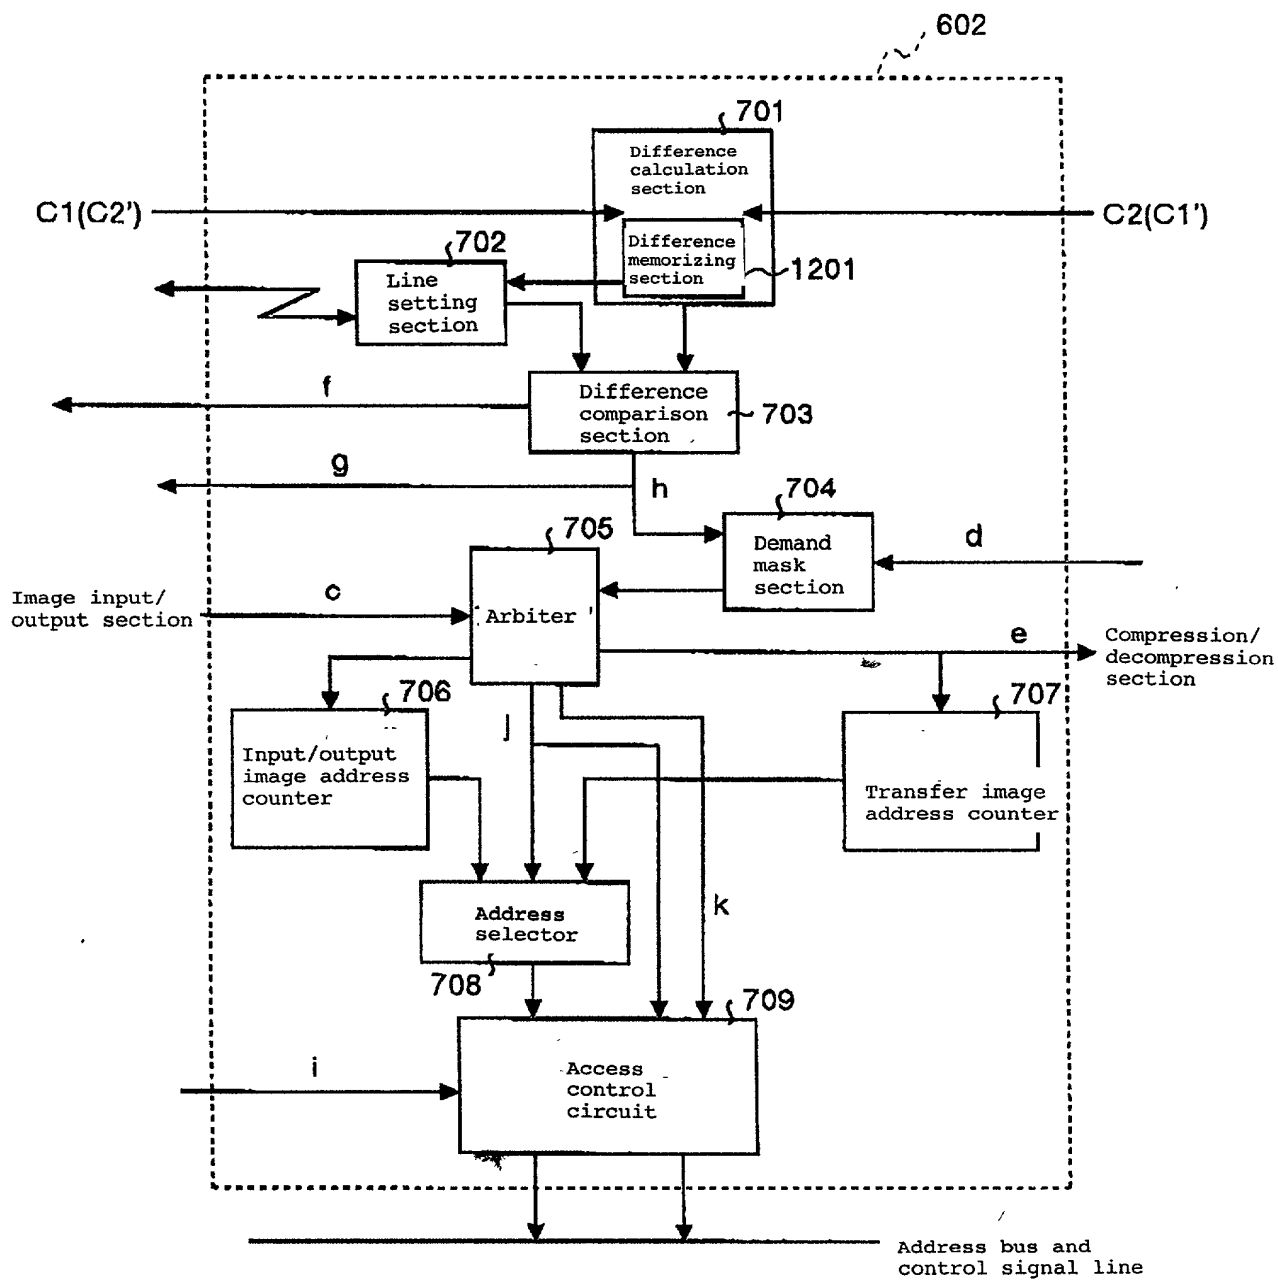 602
701
Difference
calculation
section
C1(C2')
C2(C1')
702
Difference
memorizing
section
1201
Line
setting
section
f
Difference
comparison
section
703
g
h
704
705
Demand
mask
section
d
Image input/
output section
c
Arbiter
e
Compression/
decompression
section
706
707
j
Input/output
image address
counter
Transfer image
address counter
k
Address
selector
708
709
i
Access
control
circuit
Address bus and
control signal line